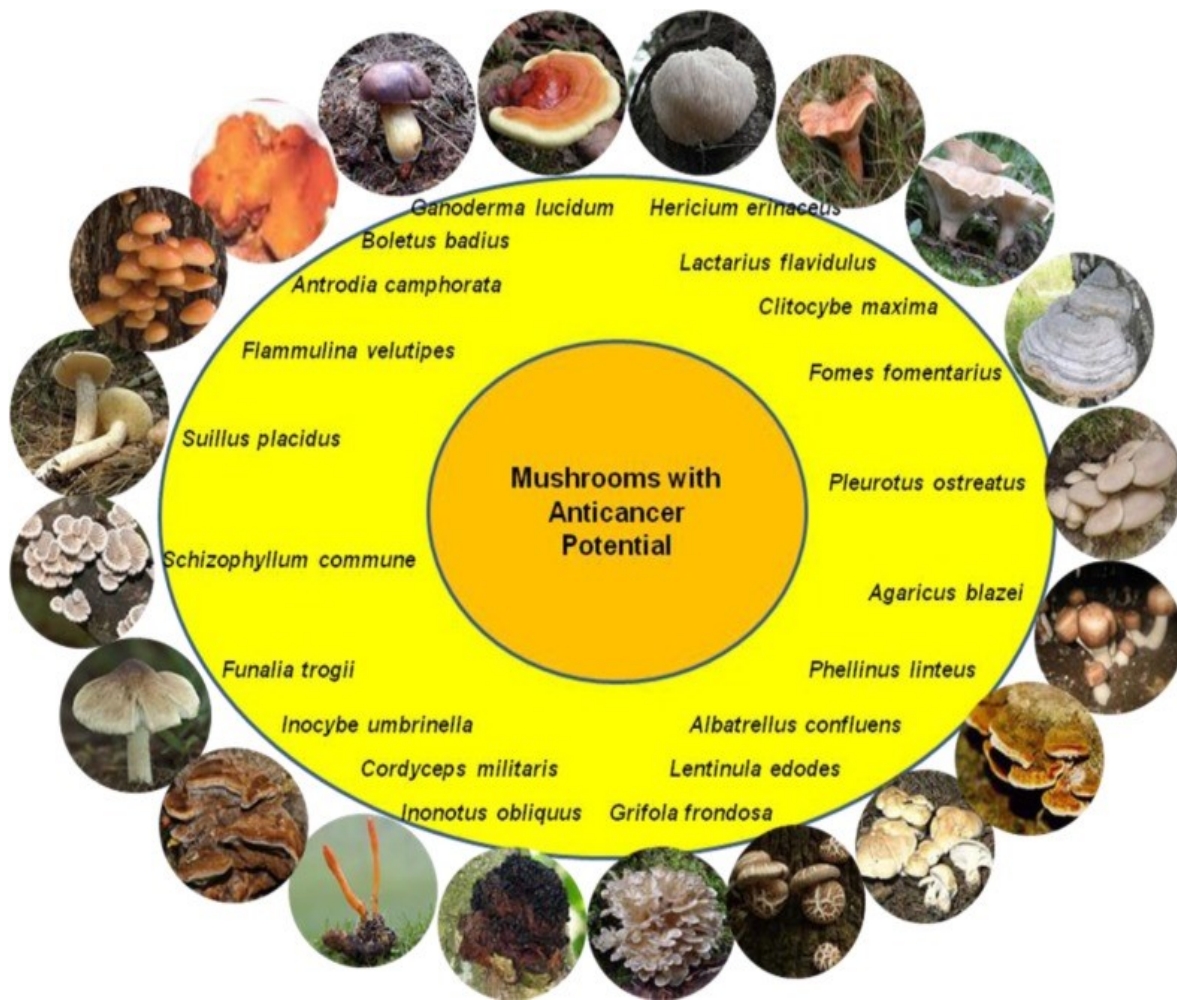 Ganoderma lucidum
Hericium erinaceus
Boletus badius
Lactarius flavidulus
Antrodia camphorata
Clitocybe maxima
Flammulina velutipes
Fomes fomentarius
Suillus placidus
Mushrooms with
Anticancer
Potential
Pleurotus ostreatus
Schizophyllum commune
Agaricus blazei
Funalia trogii
Phellinus linteus
Inocybe umbrinella
Albatrellus confluens
Cordyceps militaris
Lentinula edodes
Inonotus obliquus
Grifola frondosa